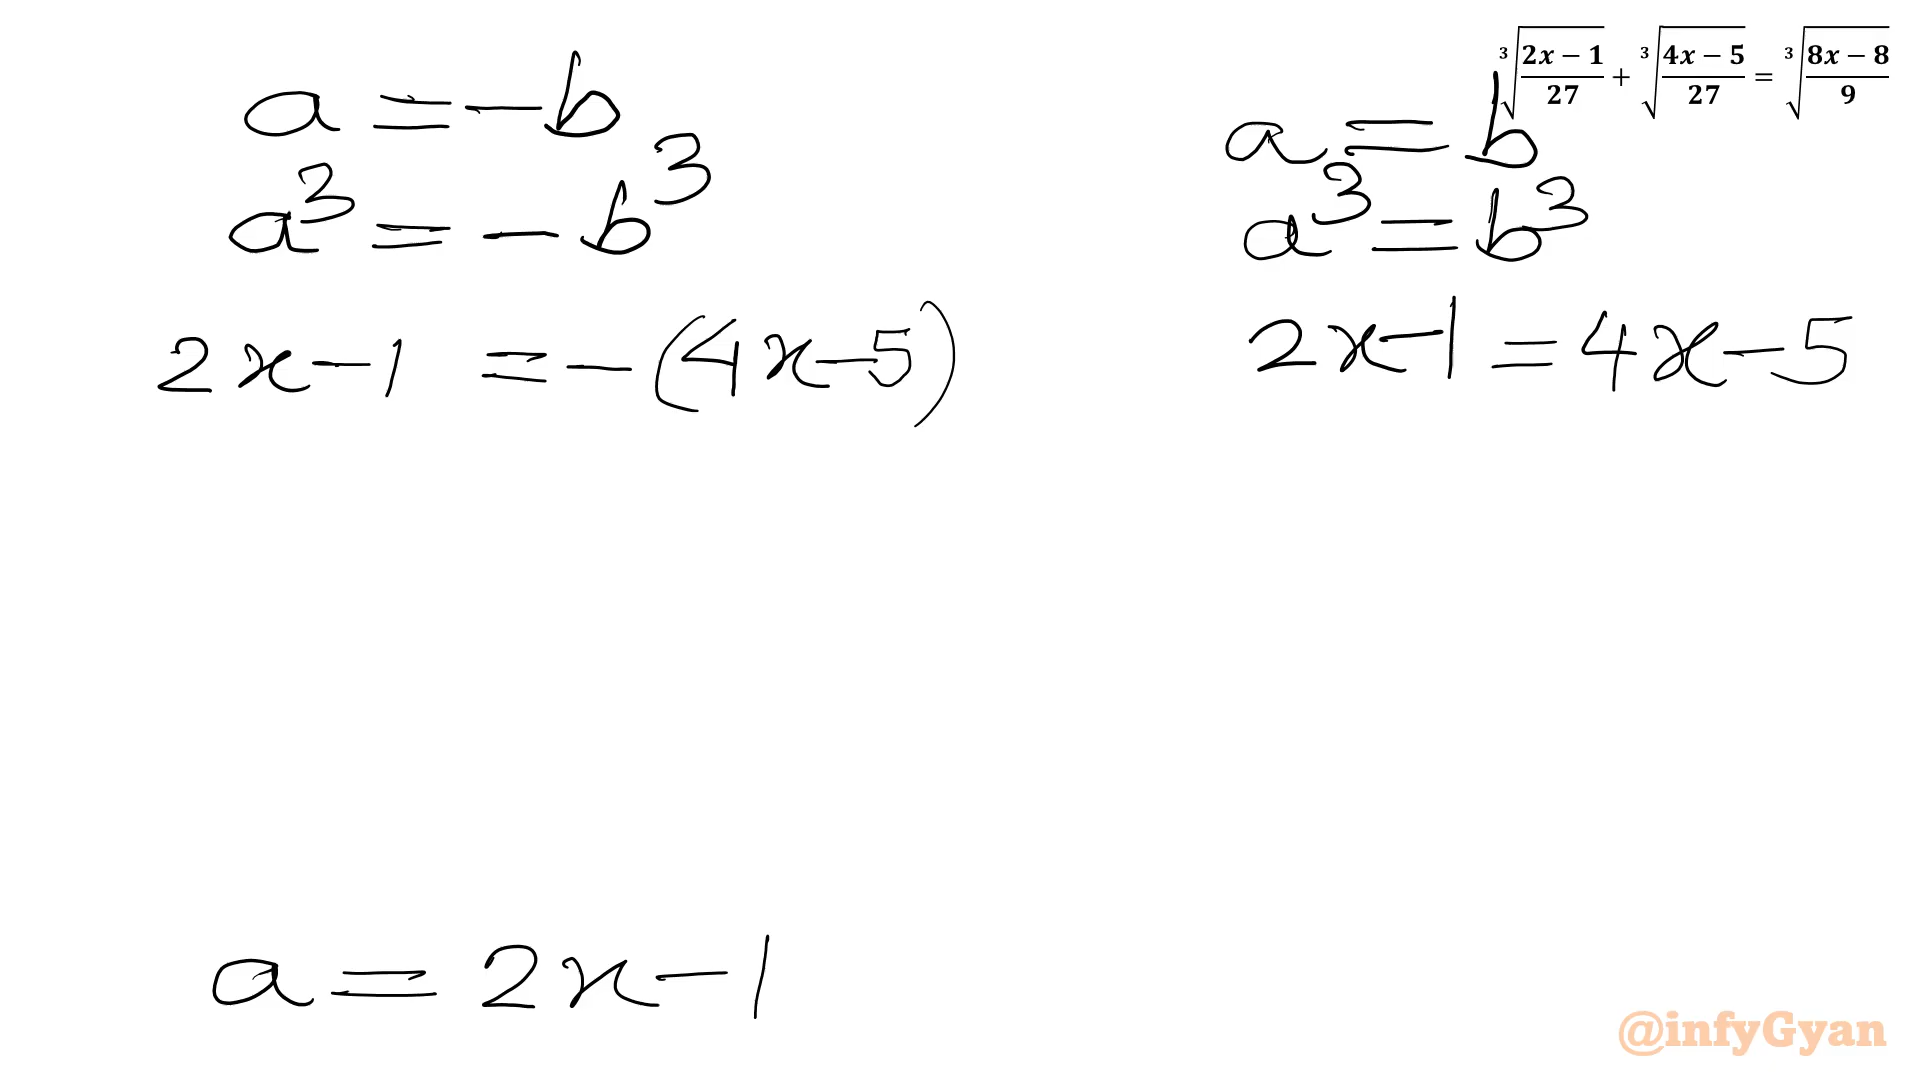 ∛((2x − 1)/27) + ∛((4x − 5)/27) = ∛((8x − 8)/9)
a = -b
a³ = -b³
2x-1 = -(4x-5)
a = b
a³ = b³
2x-1 = 4x-5
a = 2x-1
@infyGyan